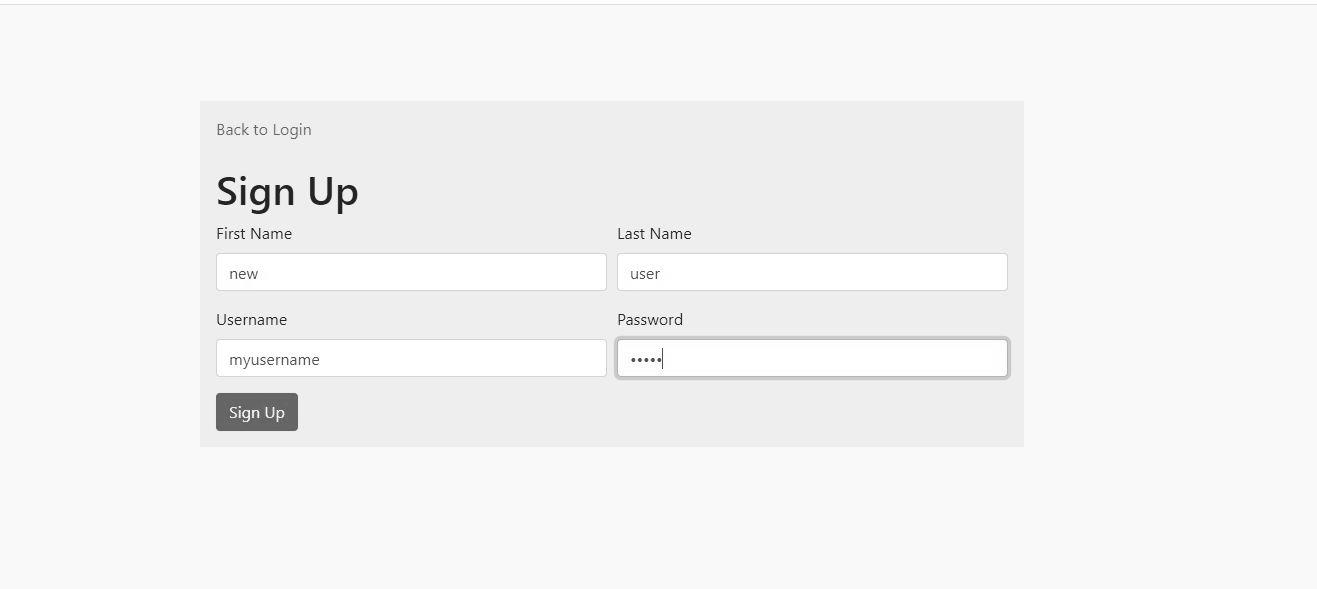 Back to Login
Sign Up
First Name Last Name
new user
Username Password
myusername •••••
Sign Up